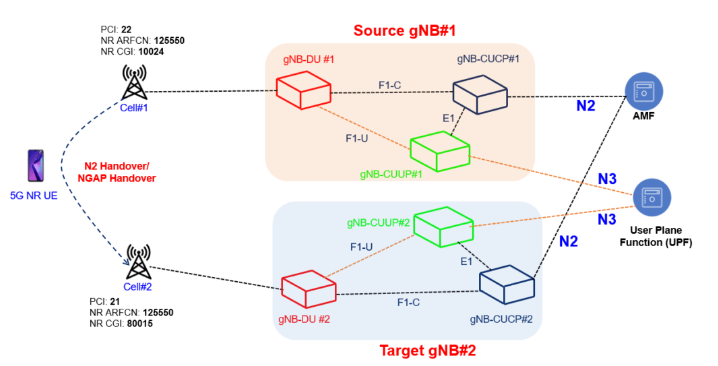 Source gNB#1
PCI: 22
NR ARFCN: 125550
NR CGI: 10024
Cell#1
gNB-DU #1
F1-C
gNB-CUCP#1
E1
F1-U
gNB-CUUP#1
N2
AMF
N3
N3
N2
User Plane
Function (UPF)
5G NR UE
N2 Handover/
NGAP Handover
Cell#2
PCI: 21
NR ARFCN: 125550
NR CGI: 80015
gNB-CUUP#2
F1-U
E1
gNB-DU #2
F1-C
gNB-CUCP#2
Target gNB#2